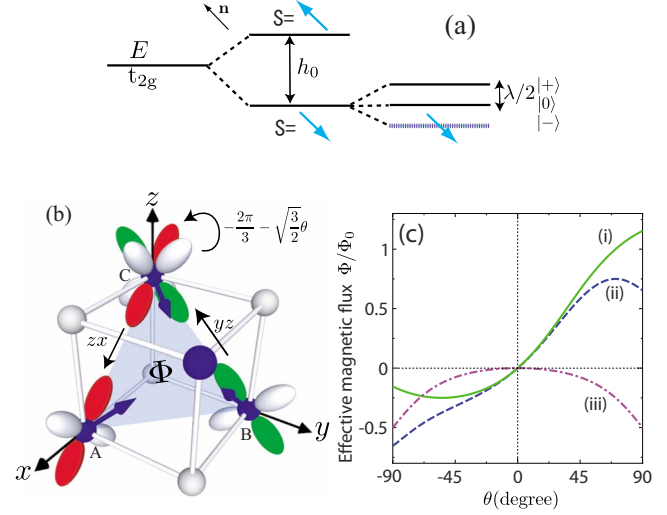 n
S=
(a)
E
t₂g
h₀
λ/2
|+⟩
|0⟩
|−⟩
S=
(b)
z
−2π/3 − √(3/2)θ
C
zx
yz
Φ
A
B
x
y
(c)
Effective magnetic flux Φ/Φ₀
1
0.5
0
-0.5
(i)
(ii)
(iii)
-90 -45 0 45 90
θ(degree)